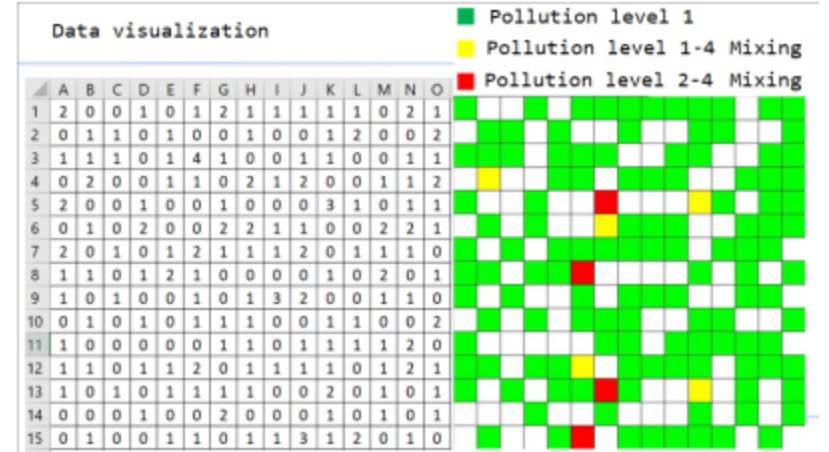 Pollution level 1
Data visualization
Pollution level 1-4 Mixing
Pollution level 2-4 Mixing
A B C D E F G H I J K L M N O
1 2 0 0 1 0 1 2 1 1 1 1 1 0 2 1
2 0 1 1 0 1 0 0 1 0 0 1 2 0 0 2
3 1 1 1 0 1 4 1 0 0 1 1 0 0 1 1
4 0 2 0 0 1 1 0 2 1 2 0 0 1 1 2
5 2 0 0 1 0 0 1 0 0 0 3 1 0 1 1
6 0 1 0 2 0 0 2 2 1 1 0 0 2 2 1
7 2 0 1 0 1 2 1 1 1 2 0 1 1 1 0
8 1 1 0 1 2 1 0 0 0 0 1 0 2 0 1
9 1 0 1 0 0 1 0 1 3 2 0 0 1 1 0
10 0 1 0 1 0 1 1 1 0 0 1 1 0 0 2
11 1 0 0 0 0 0 1 1 0 1 1 1 1 2 0
12 1 1 0 1 1 2 0 1 1 1 1 0 1 2 1
13 1 0 1 0 1 1 1 1 0 0 2 0 1 0 1
14 0 0 0 1 0 0 2 0 0 0 1 0 1 0 1
15 0 1 0 0 1 1 0 1 1 3 1 2 0 1 0